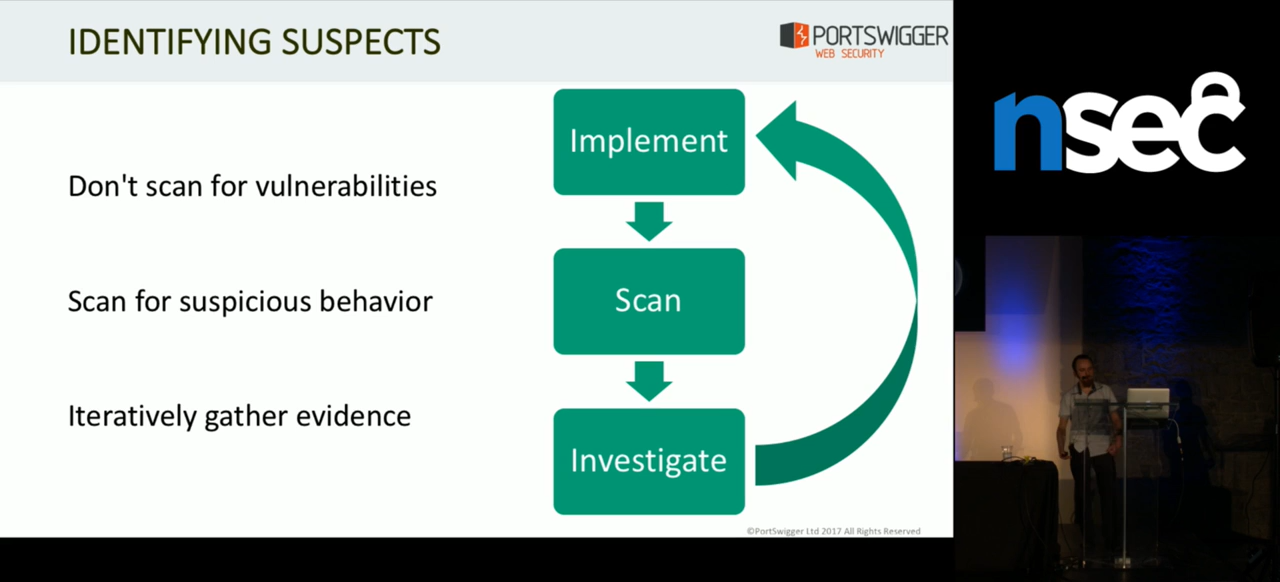 IDENTIFYING SUSPECTS
PORTSWIGGER
WEB SECURITY
Don't scan for vulnerabilities
Scan for suspicious behavior
Iteratively gather evidence
Implement
Scan
Investigate
©PortSwigger Ltd 2017 All Rights Reserved
nsec